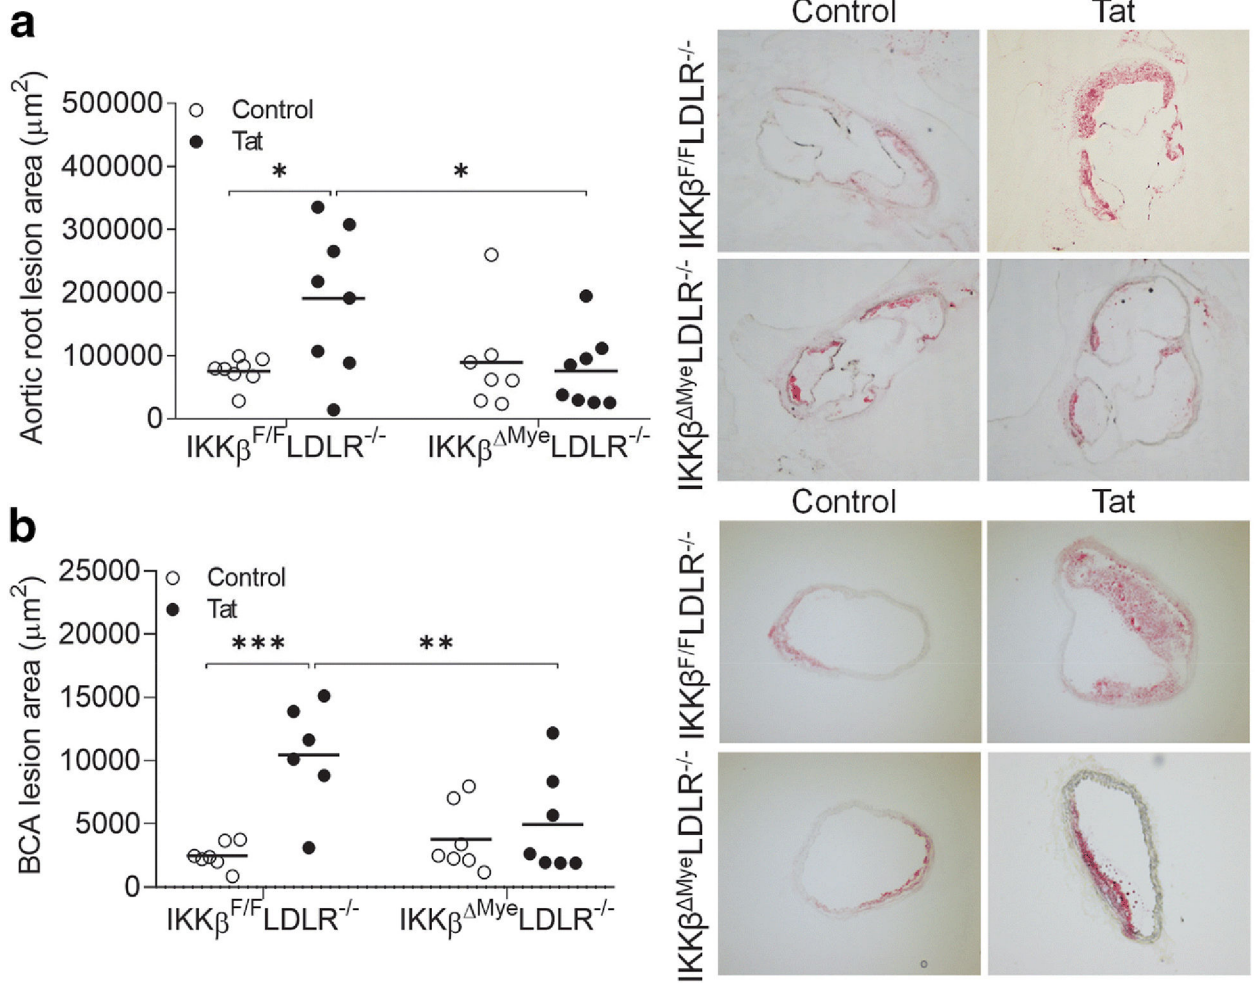 a
Aortic root lesion area (μm²)
500000
400000
300000
200000
100000
0
Control
Tat
*
*
IKKβF/FLDLR-/-
IKKβΔMyeLDLR-/-
Control
Tat
IKKβF/FLDLR-/-
IKKβΔMyeLDLR-/-
b
BCA lesion area (μm²)
25000
20000
15000
10000
5000
0
Control
Tat
***
**
IKKβF/FLDLR-/-
IKKβΔMyeLDLR-/-
Control
Tat
IKKβF/FLDLR-/-
IKKβΔMyeLDLR-/-